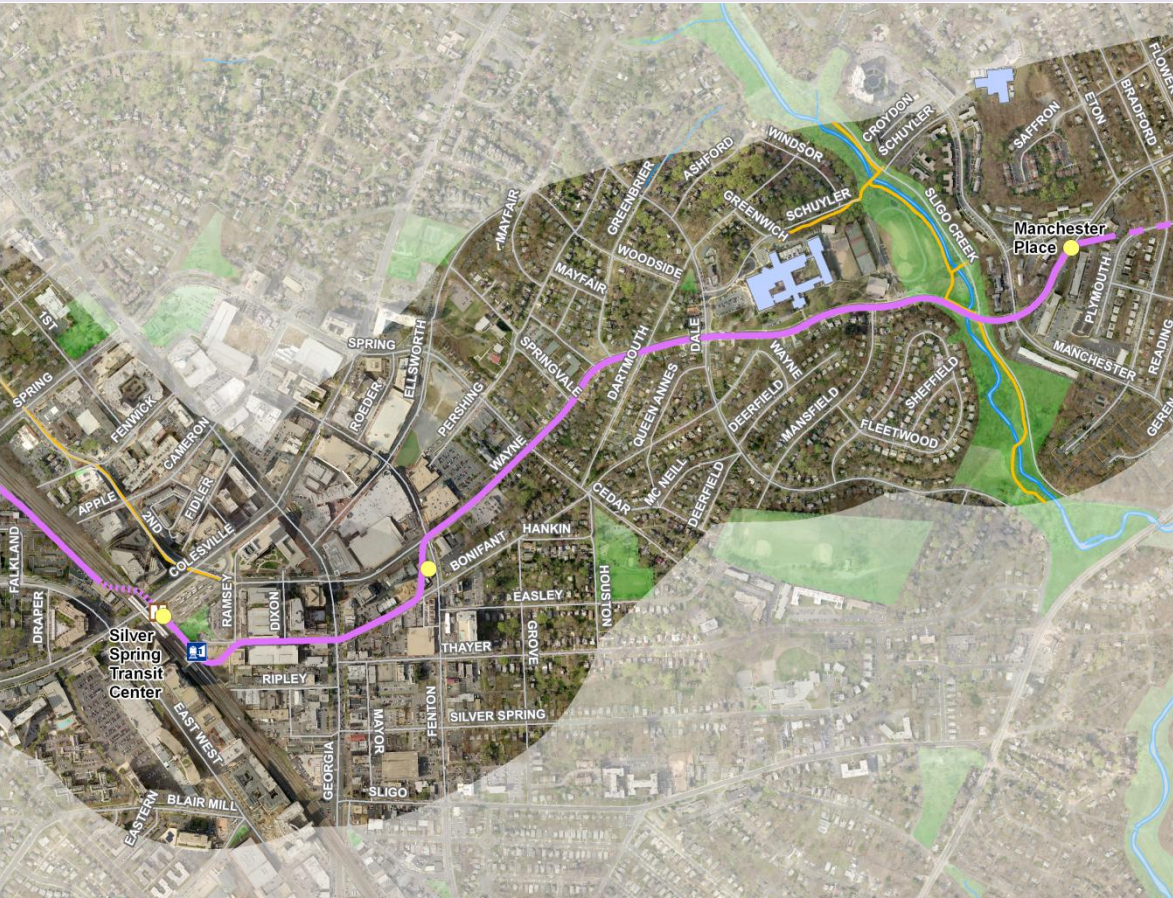 CROYDON
SCHUYLER
FLOWER
BRADFORD
ETON
SAFFRON
WINDSOR
ASHFORD
GREENBRIER
MAYFAIR
GREENWICH
SCHUYLER
SLIGO CREEK
WOODSIDE
MAYFAIR
Manchester
Place
PLYMOUTH
READING
MANCHESTER
1ST
SPRING
SPRING
ELLSWORTH
SPRINGVALE
DARTMOUTH
DALE
WAYNE
SHEFFIELD
FENWICK
ROEDER
PERSHING
QUEEN ANNES
DEERFIELD
MANSFIELD
FLEETWOOD
CAMERON
WAYNE
APPLE
FIDLER
2ND
CEDAR
MC NEILL
DEERFIELD
COLESVILLE
HANKIN
BONIFANT
FALKLAND
DRAPER
RAMSEY
DIXON
EASLEY
HOUSTON
GROVE
M
Silver
Spring
Transit
Center
THAYER
RIPLEY
EAST WEST
MAYOR
FENTON
SILVER SPRING
GEORGIA
SLIGO
BLAIR MILL
EASTERN